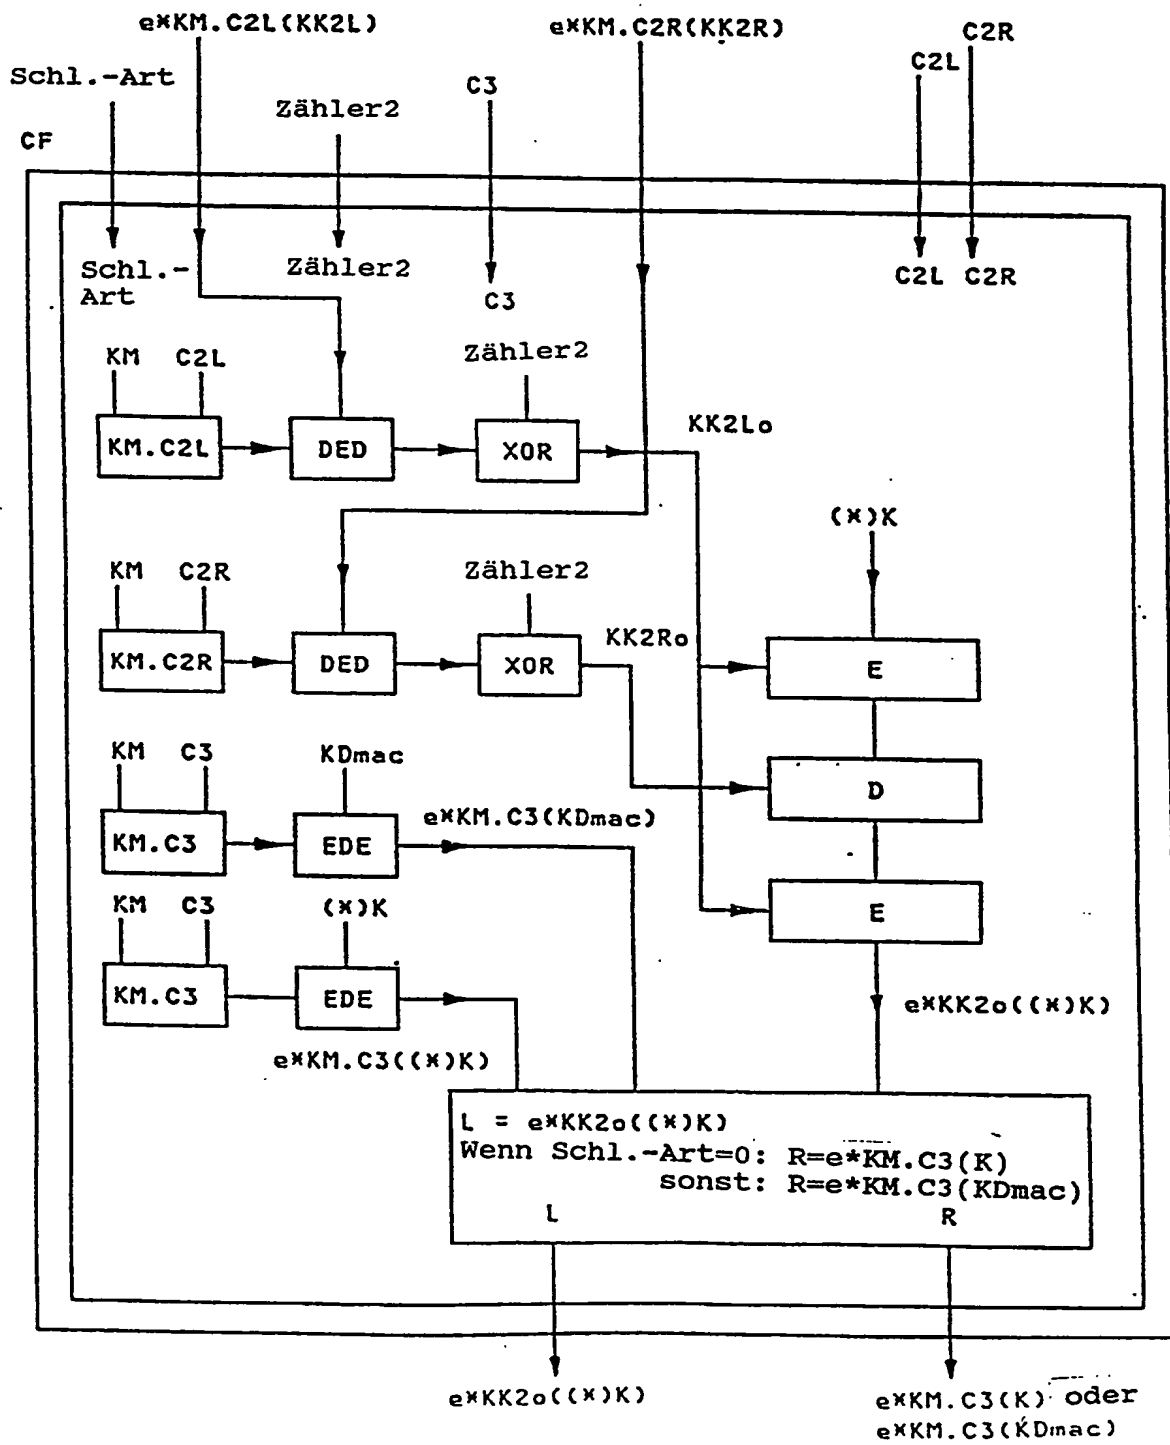 e*KM.C2L(KK2L)
e*KM.C2R(KK2R)
C2R
C2L
Schl.-Art
C3
Zähler2
CF
Schl.-
Art
Zähler2
C3
C2L C2R
KM C2L
Zähler2
KM.C2L
DED
XOR
KK2Lo
(*)K
KM C2R
Zähler2
KK2Ro
KM.C2R
DED
XOR
E
KM C3
KDmac
D
KM.C3
EDE
e*KM.C3(KDmac)
KM C3
(*)K
E
KM.C3
EDE
e*KK2o((*)K)
e*KM.C3((*)K)
L = e*KK2o((*)K)
Wenn Schl.-Art=0: R=e*KM.C3(K)
sonst: R=e*KM.C3(KDmac)
L
R
e*KK2o((*)K)
e*KM.C3(K) oder
e*KM.C3(KDmac)